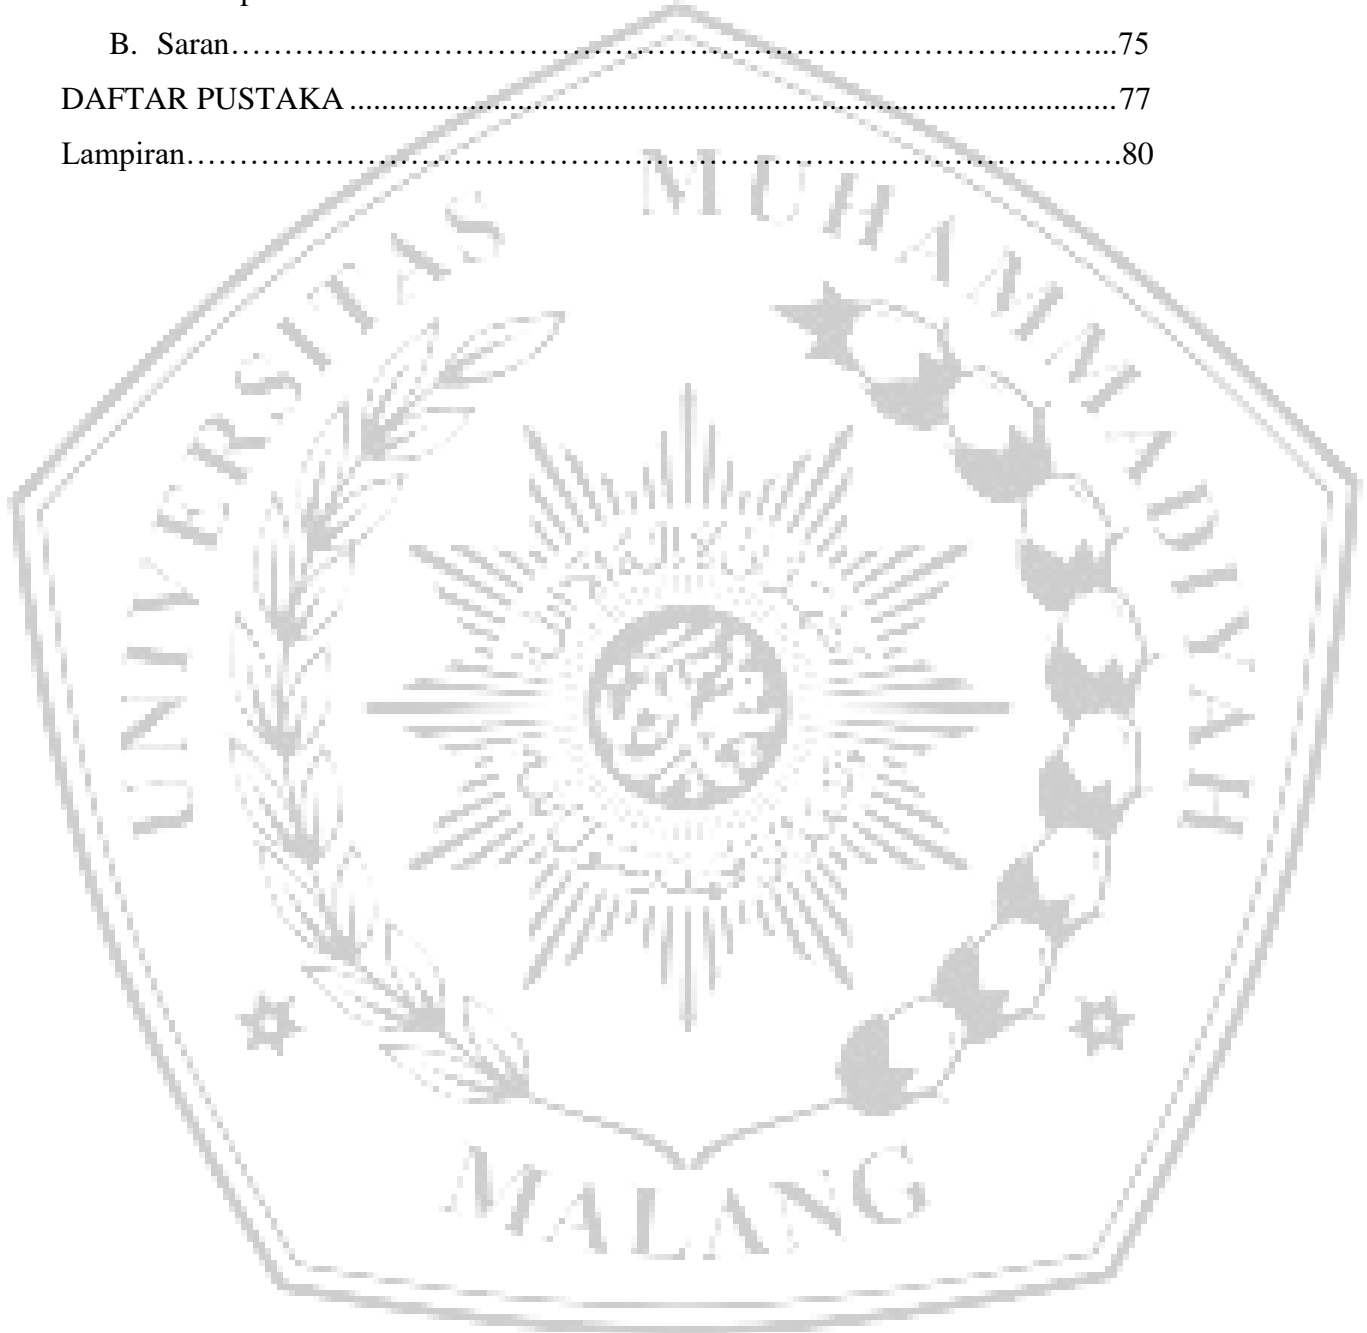 B. Saran…………………………………………………………………………...75
DAFTAR PUSTAKA ................................................................................................ 77
Lampiran…………………………………………………………………………….80
UNIVERSITAS MUHAMMADIYAH
MALANG